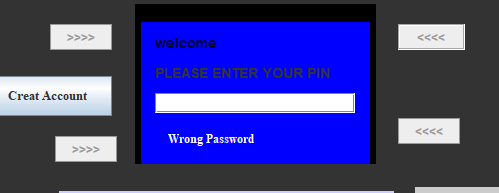 >>>>
welcome
<<<<
PLEASE ENTER YOUR PIN
Creat Account
Wrong Password
<<<<
>>>>